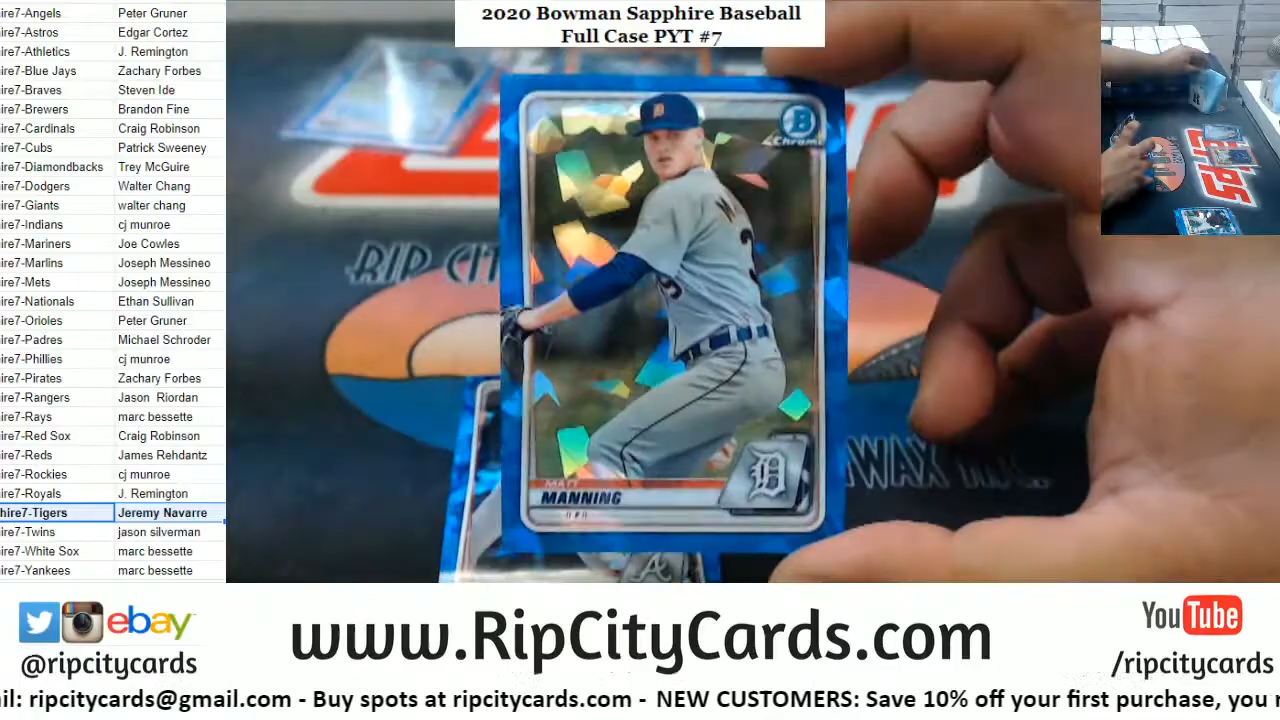 2020 Bowman Sapphire Baseball
Full Case PYT #7
ire7-Angels Peter Gruner
ire7-Astros Edgar Cortez
ire7-Athletics J. Remington
ire7-Blue Jays Zachary Forbes
ire7-Braves Steven Ide
ire7-Brewers Brandon Fine
ire7-Cardinals Craig Robinson
ire7-Cubs Patrick Sweeney
ire7-Diamondbacks Trey McGuire
ire7-Dodgers Walter Chang
ire7-Giants walter chang
ire7-Indians cj munroe
ire7-Mariners Joe Cowles
ire7-Marlins Joseph Messineo
ire7-Mets Joseph Messineo
ire7-Nationals Ethan Sullivan
ire7-Orioles Peter Gruner
ire7-Padres Michael Schroder
ire7-Phillies cj munroe
ire7-Pirates Zachary Forbes
ire7-Rangers Jason Riordan
ire7-Rays marc bessette
ire7-Red Sox Craig Robinson
ire7-Reds James Rehdantz
ire7-Rockies cj munroe
ire7-Royals J. Remington
hire7-Tigers Jeremy Navarre
ire7-Twins jason silverman
ire7-White Sox marc bessette
ire7-Yankees marc bessette
B
Chrome
D
MATT
MANNING
RIP CIT
WAX
A
RIPS
ebay
@ripcitycards
www.RipCityCards.com
YouTube
/ripcitycards
il: ripcitycards@gmail.com - Buy spots at ripcitycards.com - NEW CUSTOMERS: Save 10% off your first purchase, you